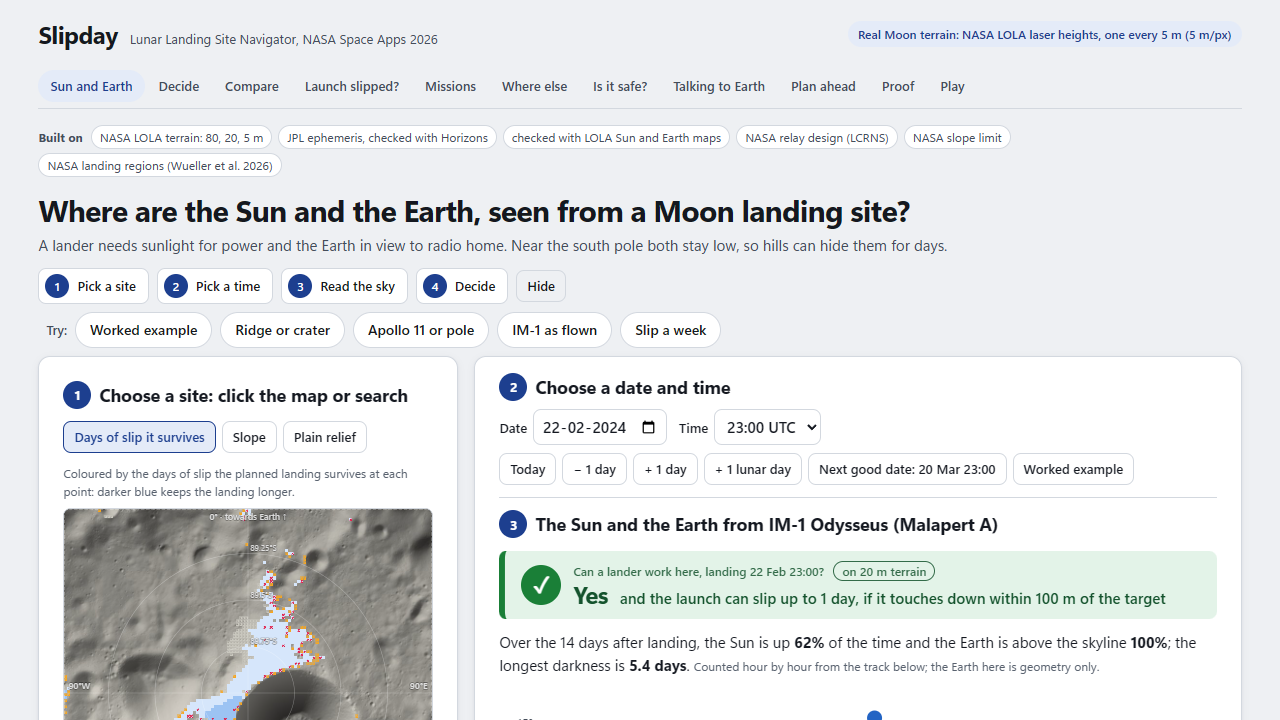 Slipday Lunar Landing Site Navigator, NASA Space Apps 2026
Real Moon terrain: NASA LOLA laser heights, one every 5 m (5 m/px)
Sun and Earth Decide Compare Launch slipped? Missions Where else Is it safe? Talking to Earth Plan ahead Proof Play
Built on NASA LOLA terrain: 80, 20, 5 m JPL ephemeris, checked with Horizons checked with LOLA Sun and Earth maps NASA relay design (LCRNS) NASA slope limit
NASA landing regions (Wueller et al. 2026)
Where are the Sun and the Earth, seen from a Moon landing site?
A lander needs sunlight for power and the Earth in view to radio home. Near the south pole both stay low, so hills can hide them for days.
1 Pick a site 2 Pick a time 3 Read the sky 4 Decide Hide
Try: Worked example Ridge or crater Apollo 11 or pole IM-1 as flown Slip a week
1 Choose a site: click the map or search
Days of slip it survives Slope Plain relief
Coloured by the days of slip the planned landing survives at each
point: darker blue keeps the landing longer.
0° · towards Earth ↑
89.25°S
90°W 90°E
2 Choose a date and time
Date 22-02-2024 Time 23:00 UTC
Today − 1 day + 1 day + 1 lunar day Next good date: 20 Mar 23:00 Worked example
3 The Sun and the Earth from IM-1 Odysseus (Malapert A)
Can a lander work here, landing 22 Feb 23:00? on 20 m terrain
Yes and the launch can slip up to 1 day, if it touches down within 100 m of the target
Over the 14 days after landing, the Sun is up 62% of the time and the Earth is above the skyline 100%; the
longest darkness is 5.4 days. Counted hour by hour from the track below; the Earth here is geometry only.